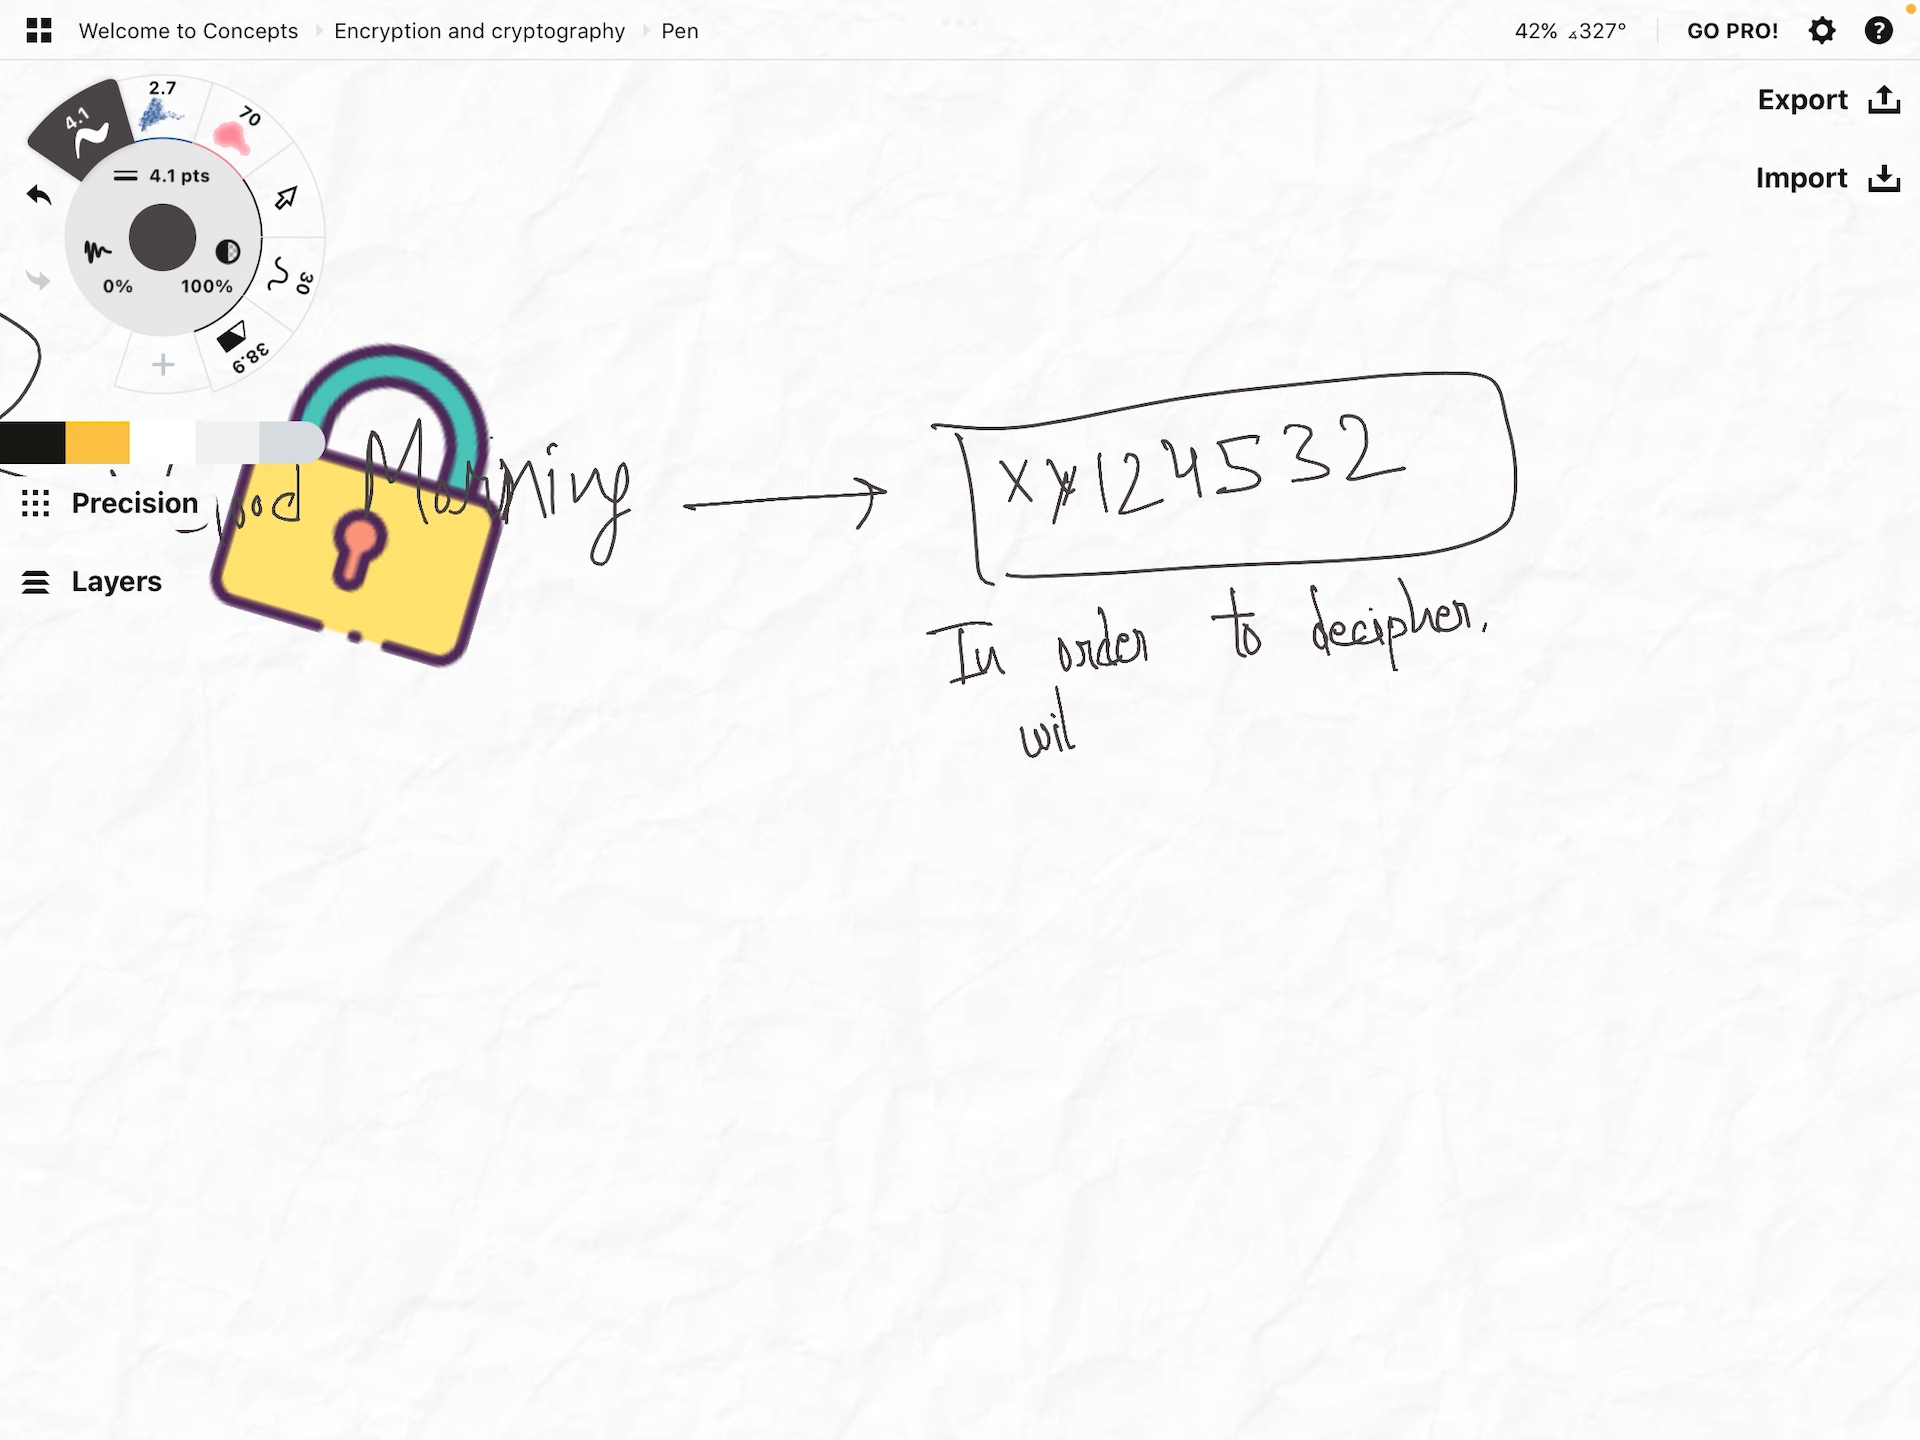 Welcome to Concepts Encryption and cryptography Pen
42% ∡327° GO PRO! ?
Export
Import
4.1
2.7
70
4.1 pts
0% 100%
30
38.9
Precision
Layers
Good Morning → xy124532
In order to decipher.
wil